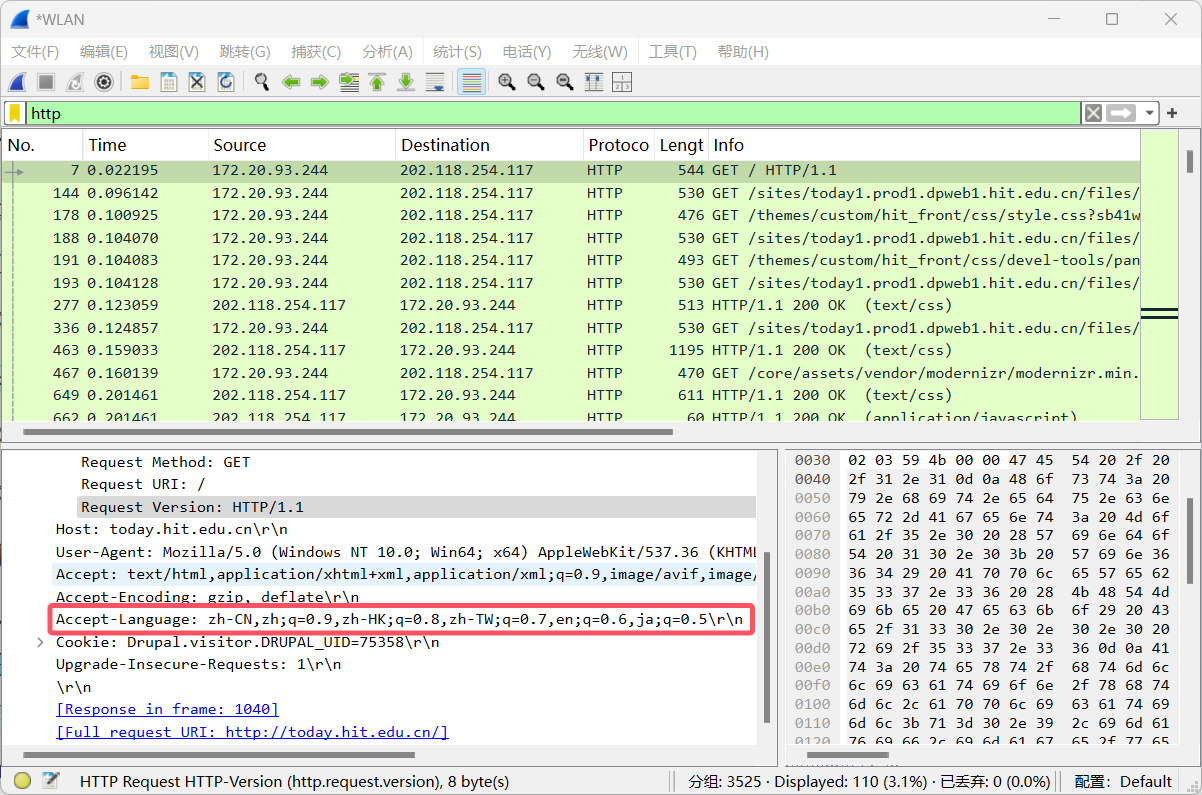 *WLAN
文件(F) 编辑(E) 视图(V) 跳转(G) 捕获(C) 分析(A) 统计(S) 电话(Y) 无线(W) 工具(T) 帮助(H)
http
No. Time Source Destination Protoco Lengt Info
7 0.022195 172.20.93.244 202.118.254.117 HTTP 544 GET / HTTP/1.1
144 0.096142 172.20.93.244 202.118.254.117 HTTP 530 GET /sites/today1.prod1.dpweb1.hit.edu.cn/files/
178 0.100925 172.20.93.244 202.118.254.117 HTTP 476 GET /themes/custom/hit_front/css/style.css?sb41w
188 0.104070 172.20.93.244 202.118.254.117 HTTP 530 GET /sites/today1.prod1.dpweb1.hit.edu.cn/files/
191 0.104083 172.20.93.244 202.118.254.117 HTTP 493 GET /themes/custom/hit_front/css/devel-tools/pan
193 0.104128 172.20.93.244 202.118.254.117 HTTP 530 GET /sites/today1.prod1.dpweb1.hit.edu.cn/files/
277 0.123059 202.118.254.117 172.20.93.244 HTTP 513 HTTP/1.1 200 OK (text/css)
336 0.124857 172.20.93.244 202.118.254.117 HTTP 530 GET /sites/today1.prod1.dpweb1.hit.edu.cn/files/
463 0.159033 202.118.254.117 172.20.93.244 HTTP 1195 HTTP/1.1 200 OK (text/css)
467 0.160139 172.20.93.244 202.118.254.117 HTTP 470 GET /core/assets/vendor/modernizr/modernizr.min.
649 0.201461 202.118.254.117 172.20.93.244 HTTP 611 HTTP/1.1 200 OK (text/css)
662 0.201461 202.118.254.117 172.20.93.244 HTTP 60 HTTP/1.1 200 OK (application/javascript)
Request Method: GET
Request URI: /
Request Version: HTTP/1.1
Host: today.hit.edu.cn\r\n
User-Agent: Mozilla/5.0 (Windows NT 10.0; Win64; x64) AppleWebKit/537.36 (KHTML
Accept: text/html,application/xhtml+xml,application/xml;q=0.9,image/avif,image/
Accept-Encoding: gzip, deflate\r\n
Accept-Language: zh-CN,zh;q=0.9,zh-HK;q=0.8,zh-TW;q=0.7,en;q=0.6,ja;q=0.5\r\n
Cookie: Drupal.visitor.DRUPAL_UID=75358\r\n
Upgrade-Insecure-Requests: 1\r\n
\r\n
[Response in frame: 1040]
[Full request URI: http://today.hit.edu.cn/]
0030 02 03 59 4b 00 00 47 45 54 20 2f 20
0040 2f 31 2e 31 0d 0a 48 6f 73 74 3a 20
0050 79 2e 68 69 74 2e 65 64 75 2e 63 6e
0060 65 72 2d 41 67 65 6e 74 3a 20 4d 6f
0070 61 2f 35 2e 30 20 28 57 69 6e 64 6f
0080 54 20 31 30 2e 30 3b 20 57 69 6e 36
0090 36 34 29 20 41 70 70 6c 65 57 65 62
00a0 35 33 37 2e 33 36 20 28 4b 48 54 4d
00b0 69 6b 65 20 47 65 63 6b 6f 29 20 43
00c0 65 2f 31 33 30 2e 30 2e 30 2e 30 20
00d0 72 69 2f 35 33 37 2e 33 36 0d 0a 41
00e0 74 3a 20 74 65 78 74 2f 68 74 6d 6c
00f0 6c 69 63 61 74 69 6f 6e 2f 78 68 74
0100 6d 6c 2c 61 70 70 6c 69 63 61 74 69
0110 6d 6c 3b 71 3d 30 2e 39 2c 69 6d 61
0120 76 69 66 2c 69 6d 61 67 65 2f 77 65
HTTP Request HTTP-Version (http.request.version), 8 byte(s) 分组: 3525 · Displayed: 110 (3.1%) · 已丢弃: 0 (0.0%) 配置: Default